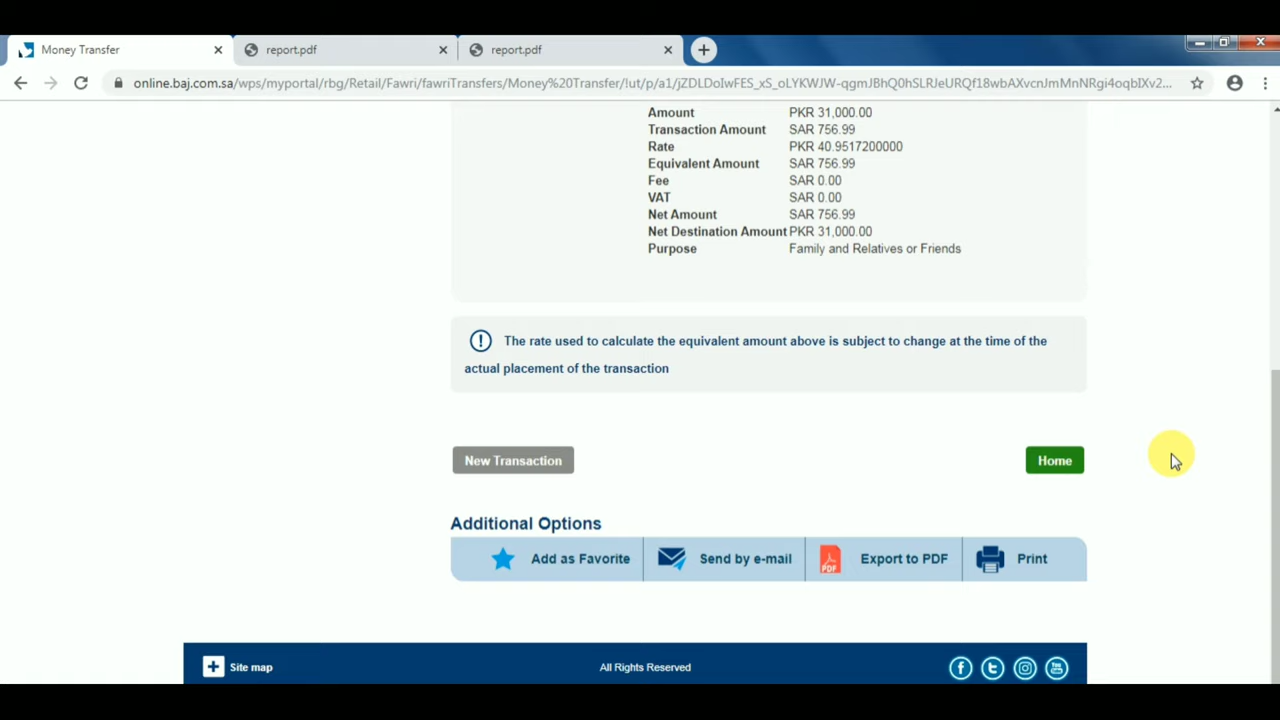 Money Transfer
report.pdf
report.pdf
online.baj.com.sa/wps/myportal/rbg/Retail/Fawri/fawriTransfers/Money%20Transfer/!ut/p/a1/
Amount PKR 31,000.00
Transaction Amount SAR 756.99
Rate PKR 40.9517200000
Equivalent Amount SAR 756.99
Fee SAR 0.00
VAT SAR 0.00
Net Amount SAR 756.99
Net Destination Amount PKR 31,000.00
Purpose Family and Relatives or Friends
The rate used to calculate the equivalent amount above is subject to change at the time of the
actual placement of the transaction
New Transaction
Home
Additional Options
Add as Favorite
Send by e-mail
PDF
Export to PDF
Print
Site map
All Rights Reserved